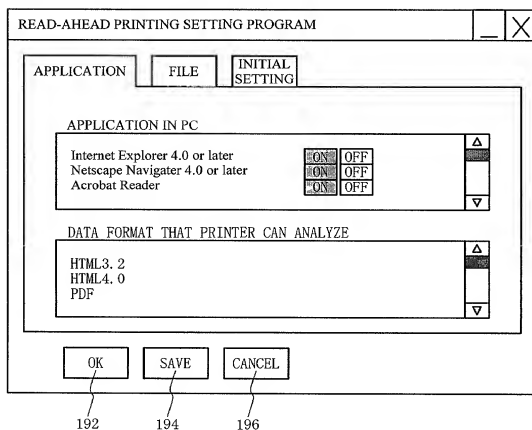 READ-AHEAD PRINTING SETTING PROGRAM
APPLICATION FILE INITIAL SETTING
APPLICATION IN PC
Internet Explorer 4.0 or later ON OFF
Netscape Navigater 4.0 or later ON OFF
Acrobat Reader ON OFF
DATA FORMAT THAT PRINTER CAN ANALYZE
HTML3.2
HTML4.0
PDF
OK SAVE CANCEL
192 194 196